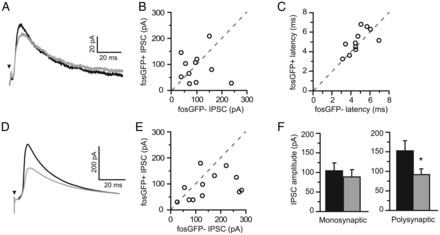 A
20 pA
20 ms
B
fosGFP+ IPSC (pA)
300
200
100
0
0 100 200 300
fosGFP- IPSC (pA)
C
fosGFP+ latency (ms)
8
6
4
2
0
0 2 4 6 8
fosGFP- latency (ms)
D
200 pA
20 ms
E
fosGFP+ IPSC (pA)
300
200
100
0
0 100 200 300
fosGFP- IPSC (pA)
F
IPSC amplitude (pA)
200
150
100
50
0
Monosynaptic
200
150
100
50
0
*
Polysynaptic